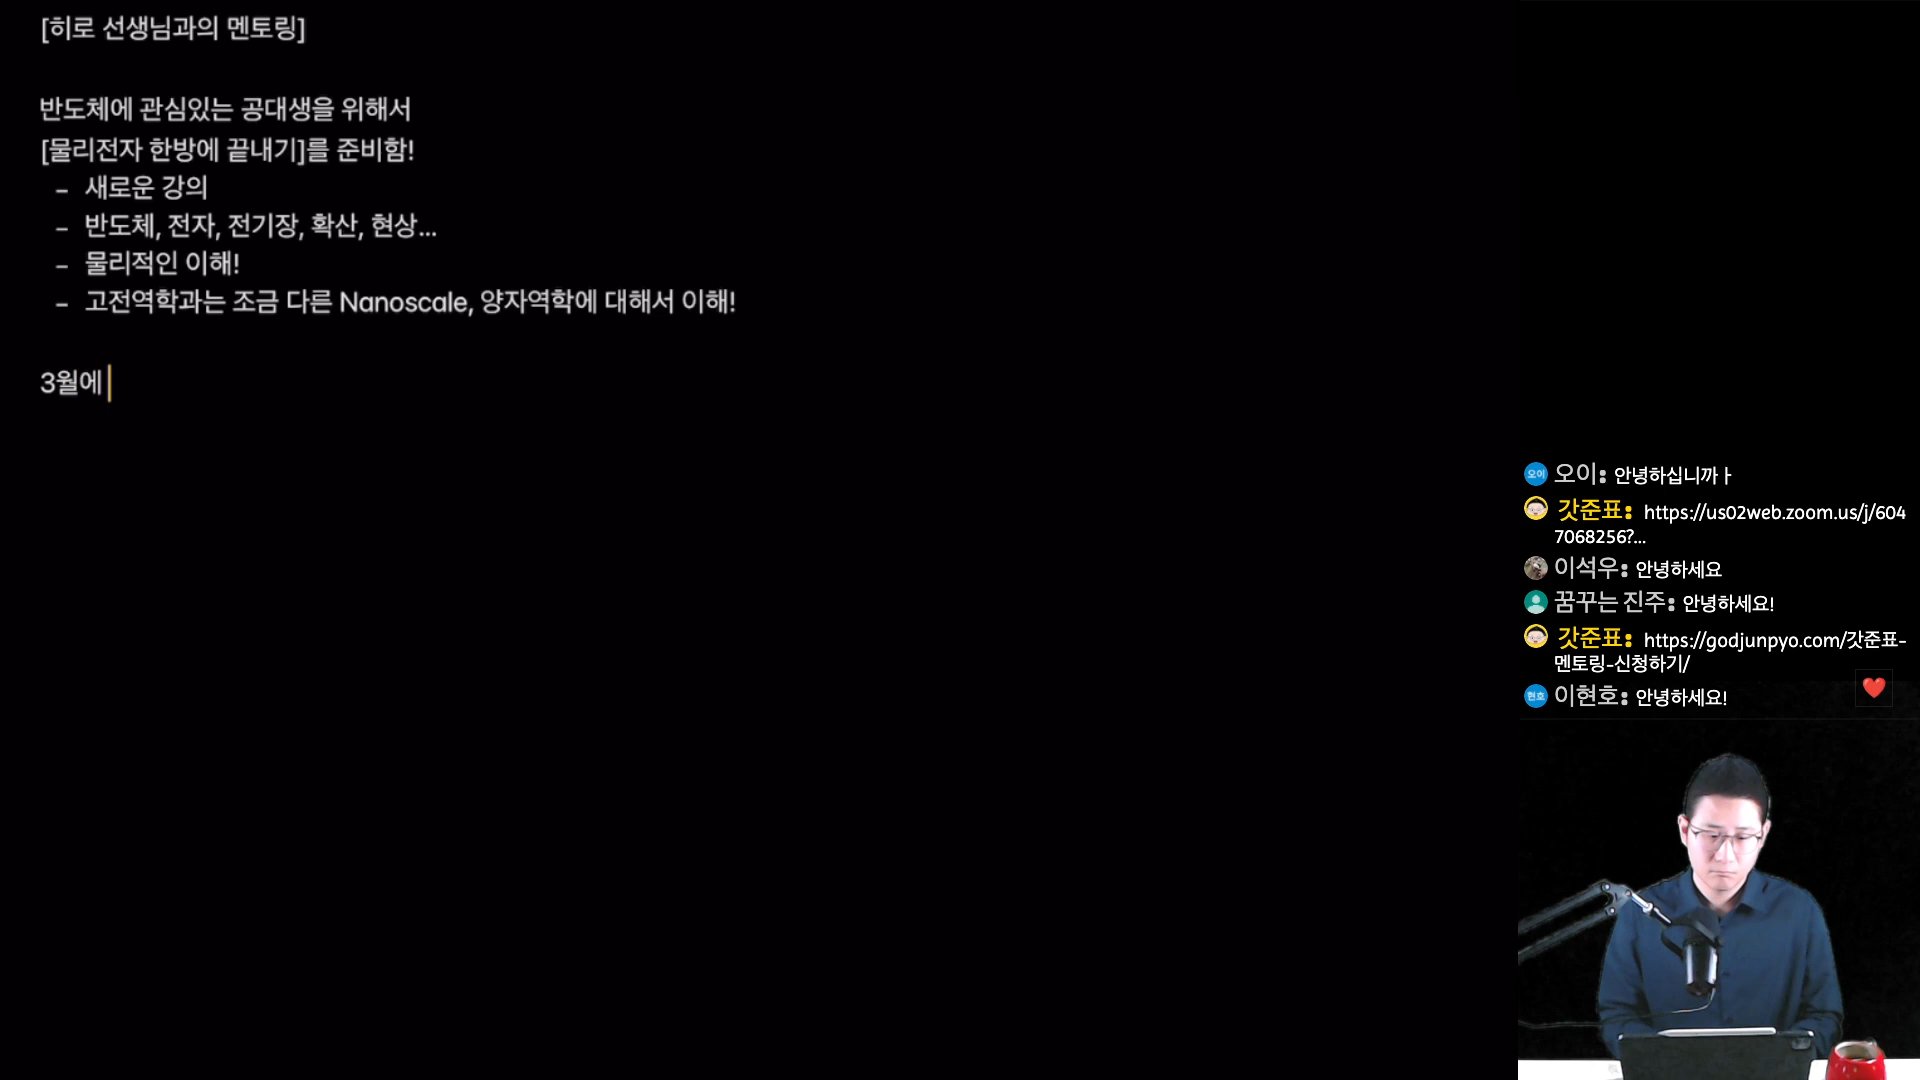 [히로 선생님과의 멘토링]
반도체에 관심있는 공대생을 위해서
[물리전자 한방에 끝내기]를 준비함!
- 새로운 강의
- 반도체, 전자, 전기장, 확산, 현상...
- 물리적인 이해!
- 고전역학과는 조금 다른 Nanoscale, 양자역학에 대해서 이해!
3월에
오이 오이: 안녕하십니까ㅏ
갓준표: https://us02web.zoom.us/j/604
7068256?...
이석우: 안녕하세요
꿈꾸는 진주: 안녕하세요!
갓준표: https://godjunpyo.com/갓준표-
멘토링-신청하기/
현호 이현호: 안녕하세요!